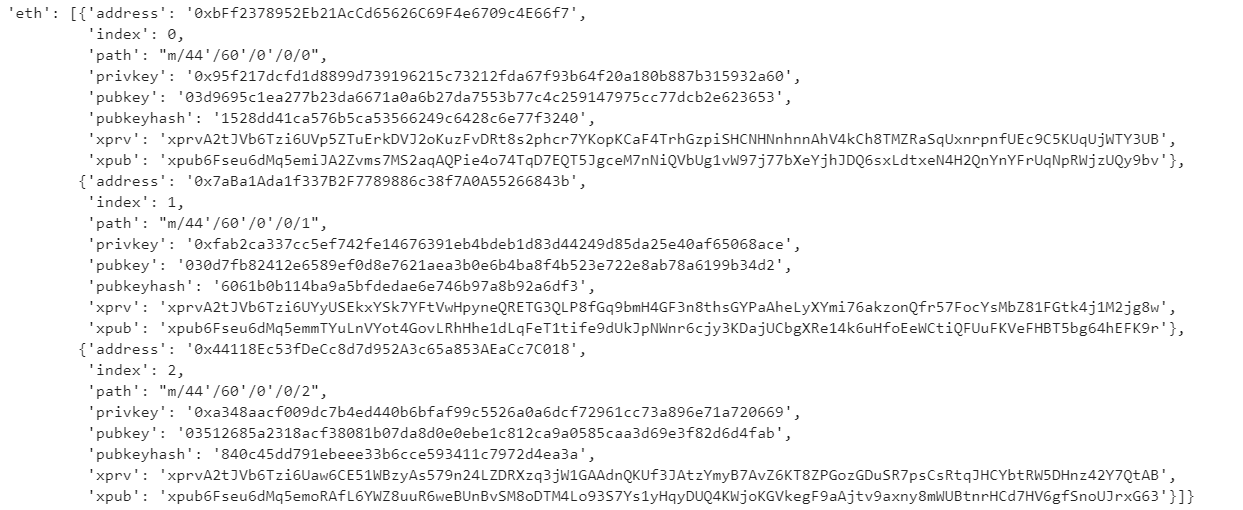 'eth': [{'address': '0xbFf2378952Eb21AcCd65626C69F4e6709c4E66f7',
'index': 0,
'path': "m/44'/60'/0'/0/0",
'privkey': '0x95f217dcfd1d8899d739196215c73212fda67f93b64f20a180b887b315932a60',
'pubkey': '03d9695c1ea277b23da6671a0a6b27da7553b77c4c259147975cc77dcb2e623653',
'pubkeyhash': '1528dd41ca576b5ca53566249c6428c6e77f3240',
'xprv': 'xprvA2tJVb6Tzi6UVp5ZTuErkDVJ2oKuzFvDRt8s2phcr7YKopKCaF4TrhGzpiSHCNHNnhnnAhV4kCh8TMZRaSqUxnrpnfUEc9C5KUqUjWTY3UB',
'xpub': 'xpub6Fseu6dMq5emiJA2Zvms7MS2aqAQPie4o74TqD7EQT5JgceM7nNiQVbUg1vW97j77bXeYjhJDQ6sxLdtxeN4H2QnYnYFrUqNpRWjzUQy9bv'},
{'address': '0x7aBa1Ada1f337B2F7789886c38f7A0A55266843b',
'index': 1,
'path': "m/44'/60'/0'/0/1",
'privkey': '0xfab2ca337cc5ef742fe14676391eb4bdeb1d83d44249d85da25e40af65068ace',
'pubkey': '030d7fb82412e6589ef0d8e7621aea3b0e6b4ba8f4b523e722e8ab78a6199b34d2',
'pubkeyhash': '6061b0b114ba9a5bfdedae6e746b97a8b92a6df3',
'xprv': 'xprvA2tJVb6Tzi6UYyUSEkxYSk7YFtVwHpyneQRETG3QLP8fGq9bmH4GF3n8thsGYPaAheLyXYmi76akzonQfr57FocYsMbZ81FGtk4j1M2jg8w',
'xpub': 'xpub6Fseu6dMq5emmTYuLnVYot4GovLRhHhe1dLqFeT1tife9dUkJpNWnr6cjy3KDajUCbgXRe14k6uHfoEeWCtiQFUuFKVeFHBT5bg64hEFK9r'},
{'address': '0x44118Ec53fDeCc8d7d952A3c65a853AEaCc7C018',
'index': 2,
'path': "m/44'/60'/0'/0/2",
'privkey': '0xa348aacf009dc7b4ed440b6bfaf99c5526a0a6dcf72961cc73a896e71a720669',
'pubkey': '03512685a2318acf38081b07da8d0e0ebe1c812ca9a0585caa3d69e3f82d6d4fab',
'pubkeyhash': '840c45dd791ebeee33b6cce593411c7972d4ea3a',
'xprv': 'xprvA2tJVb6Tzi6Uaw6CE51WBzyAs579n24LZDRXzq3jW1GAAdnQKUf3JAtzYmyB7AvZ6KT8ZPGozGDuSR7psCsRtqJHCYbtRW5DHnz42Y7QtAB',
'xpub': 'xpub6Fseu6dMq5emoRAfL6YWZ8uuR6weBUnBvSM8oDTM4Lo93S7Ys1yHqyDUQ4KWjoKGVkegF9aAjtv9axny8mWUBtnrHCd7HV6gfSnoUJrxG63'}]}